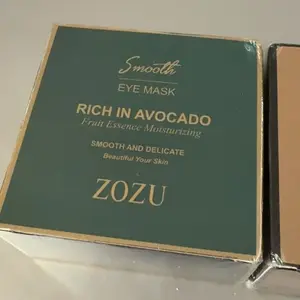 Smooth
EYE MASK
RICH IN AVOCADO
Fruit Essence Moisturizing
SMOOTH AND DELICATE
Beautiful Your Skin
ZOZU